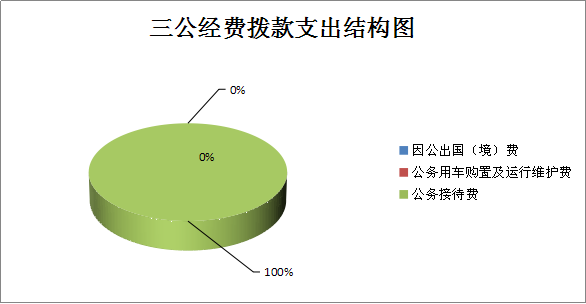 三公经费拨款支出结构图
0%
0%
因公出国（境）费
公务用车购置及运行维护费
公务接待费
100%